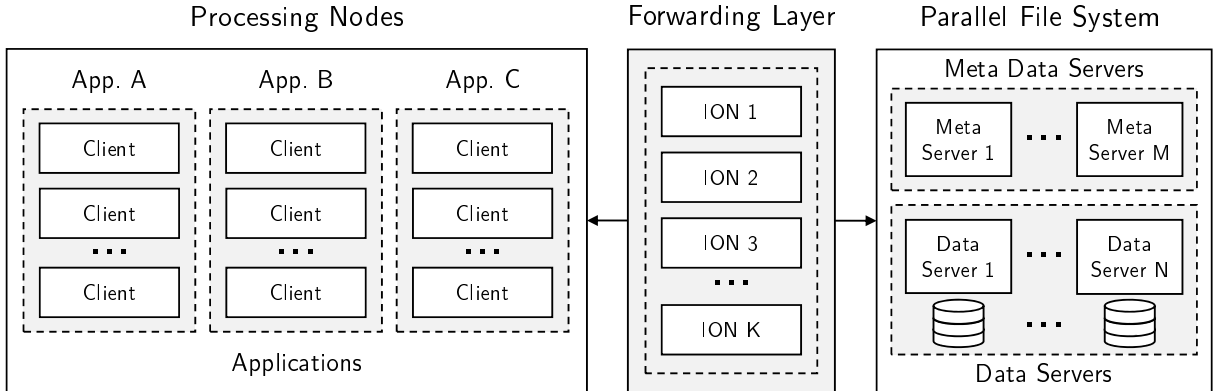 Processing Nodes
App. A
App. B
App. C
Client
Client
Client
Client
Client
Client
...
...
...
Client
Client
Client
Applications
Forwarding Layer
ION 1
ION 2
ION 3
...
ION K
Parallel File System
Meta Data Servers
Meta
Server 1
...
Meta
Server M
Data
Server 1
...
Data
Server N
...
Data Servers